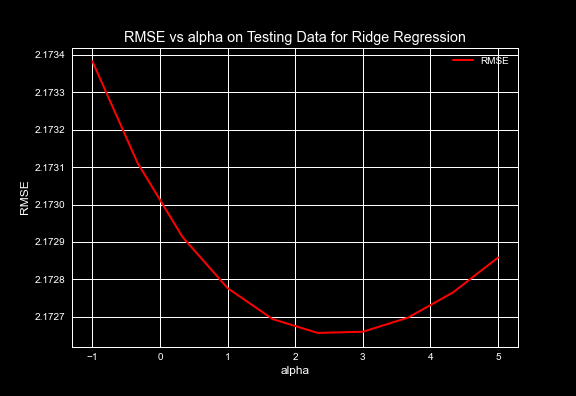 RMSE vs alpha on Testing Data for Ridge Regression
RMSE
2.1734
2.1733
2.1732
2.1731
2.1730
2.1729
2.1728
2.1727
RMSE
−1 0 1 2 3 4 5
alpha